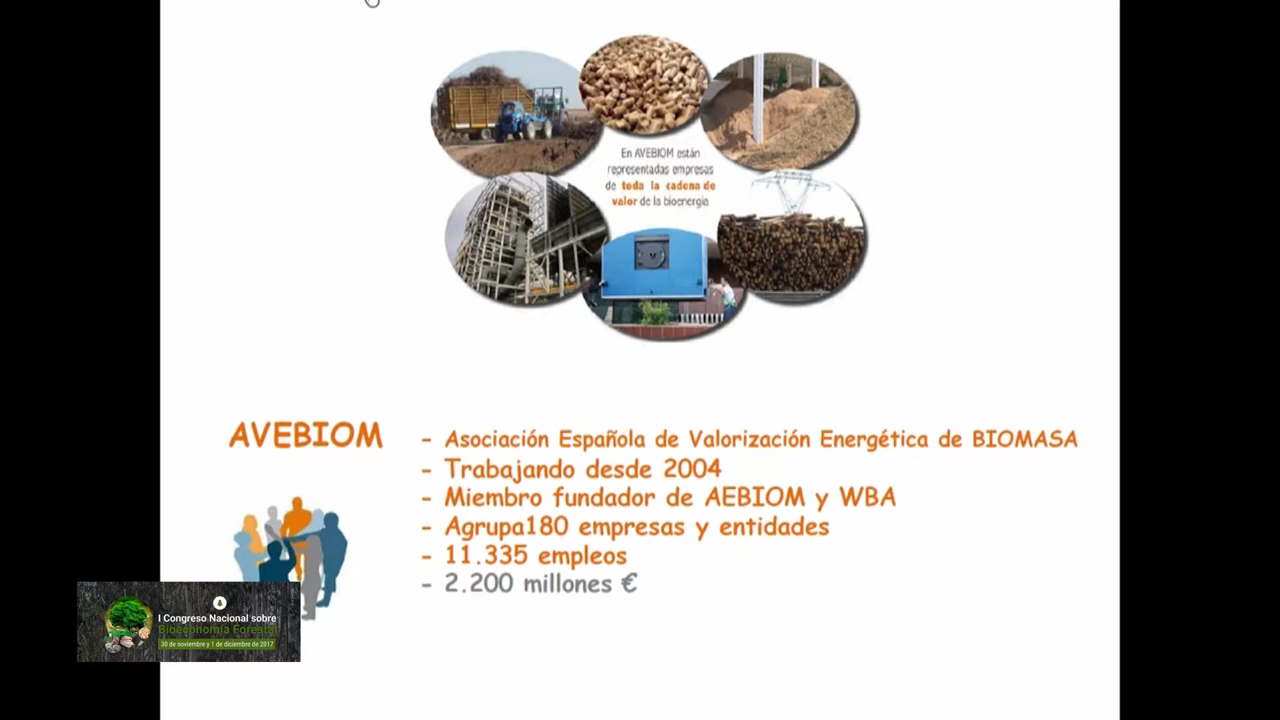 En AVEBIOM están
representadas empresas
de toda la cadena de
valor de la bioenergía
AVEBIOM
- Asociación Española de Valorización Energética de BIOMASA
- Trabajando desde 2004
- Miembro fundador de AEBIOM y WBA
- Agrupa180 empresas y entidades
- 11.335 empleos
- 2.200 millones €
I Congreso Nacional sobre
Bioeconomía Forestal
30 de noviembre y 1 de diciembre de 2017